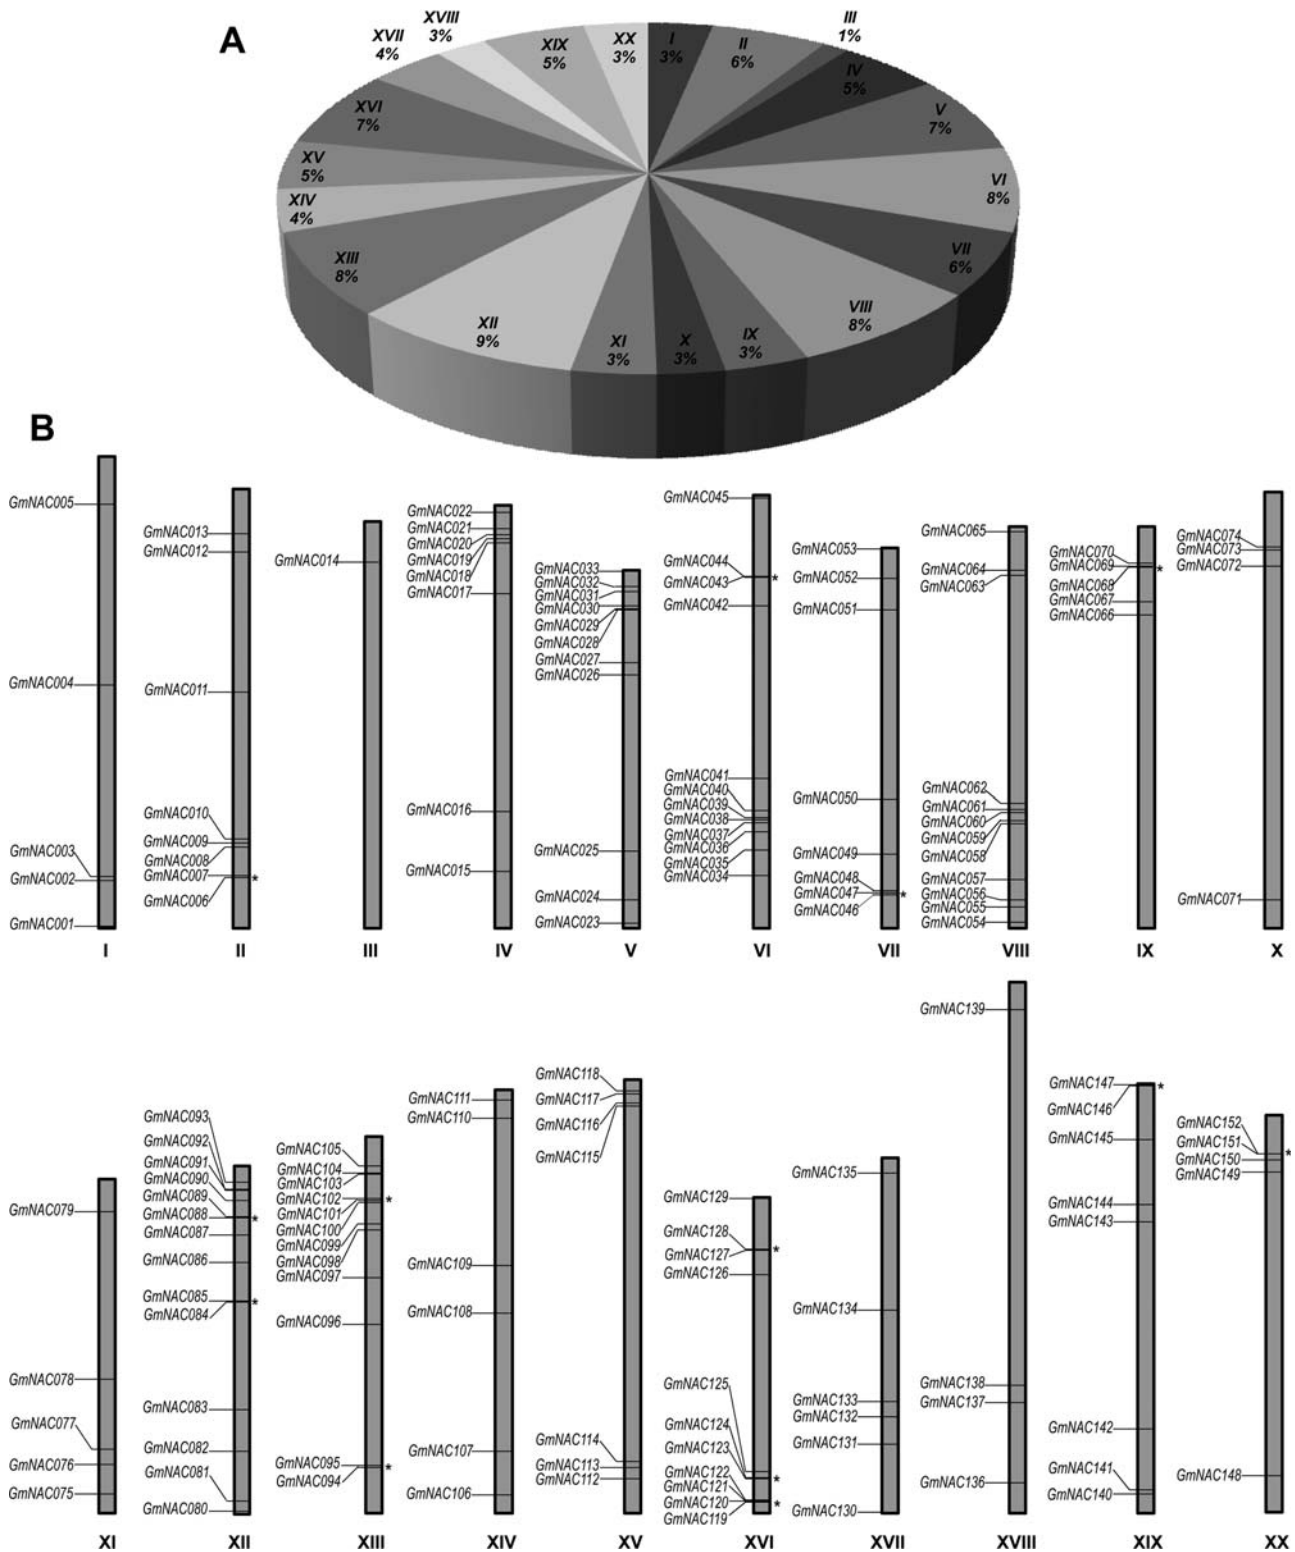 A
XVIII
3%
XVII
4%
XIX
5%
XX
3%
I
3%
II
6%
III
1%
IV
5%
V
7%
VI
8%
VII
6%
VIII
8%
IX
3%
X
3%
XI
3%
XII
9%
XIII
8%
XIV
4%
XV
5%
XVI
7%
B
GmNAC005
GmNAC004
GmNAC003
GmNAC002
GmNAC001
I
GmNAC013
GmNAC012
GmNAC011
GmNAC010
GmNAC009
GmNAC008
GmNAC007
*
GmNAC006
II
GmNAC014
III
GmNAC022
GmNAC021
GmNAC020
GmNAC019
GmNAC018
GmNAC017
GmNAC016
GmNAC015
IV
GmNAC033
GmNAC032
GmNAC031
GmNAC030
GmNAC029
GmNAC028
GmNAC027
GmNAC026
GmNAC025
GmNAC024
GmNAC023
V
GmNAC045
GmNAC044
GmNAC043
*
GmNAC042
GmNAC041
GmNAC040
GmNAC039
GmNAC038
GmNAC037
GmNAC036
GmNAC035
GmNAC034
VI
GmNAC053
GmNAC052
GmNAC051
GmNAC050
GmNAC049
GmNAC048
GmNAC047
*
GmNAC046
VII
GmNAC065
GmNAC064
GmNAC063
GmNAC062
GmNAC061
GmNAC060
GmNAC059
GmNAC058
GmNAC057
GmNAC056
GmNAC055
GmNAC054
VIII
GmNAC070
GmNAC069
*
GmNAC068
GmNAC067
GmNAC066
IX
GmNAC074
GmNAC073
GmNAC072
GmNAC071
X
GmNAC079
GmNAC078
GmNAC077
GmNAC076
GmNAC075
XI
GmNAC093
GmNAC092
GmNAC091
GmNAC090
GmNAC089
GmNAC088
*
GmNAC087
GmNAC086
GmNAC085
*
GmNAC084
GmNAC083
GmNAC082
GmNAC081
GmNAC080
XII
GmNAC105
GmNAC104
GmNAC103
GmNAC102
*
GmNAC101
GmNAC100
GmNAC099
GmNAC098
GmNAC097
GmNAC096
GmNAC095
*
GmNAC094
XIII
GmNAC111
GmNAC110
GmNAC109
GmNAC108
GmNAC107
GmNAC106
XIV
GmNAC118
GmNAC117
GmNAC116
GmNAC115
GmNAC114
GmNAC113
GmNAC112
XV
GmNAC129
GmNAC128
GmNAC127
*
GmNAC126
GmNAC125
GmNAC124
GmNAC123
*
GmNAC122
GmNAC121
GmNAC120
*
GmNAC119
XVI
GmNAC135
GmNAC134
GmNAC133
GmNAC132
GmNAC131
GmNAC130
XVII
GmNAC139
GmNAC138
GmNAC137
GmNAC136
XVIII
GmNAC147
*
GmNAC146
GmNAC145
GmNAC144
GmNAC143
GmNAC142
GmNAC141
GmNAC140
XIX
GmNAC152
GmNAC151
*
GmNAC150
GmNAC149
GmNAC148
XX